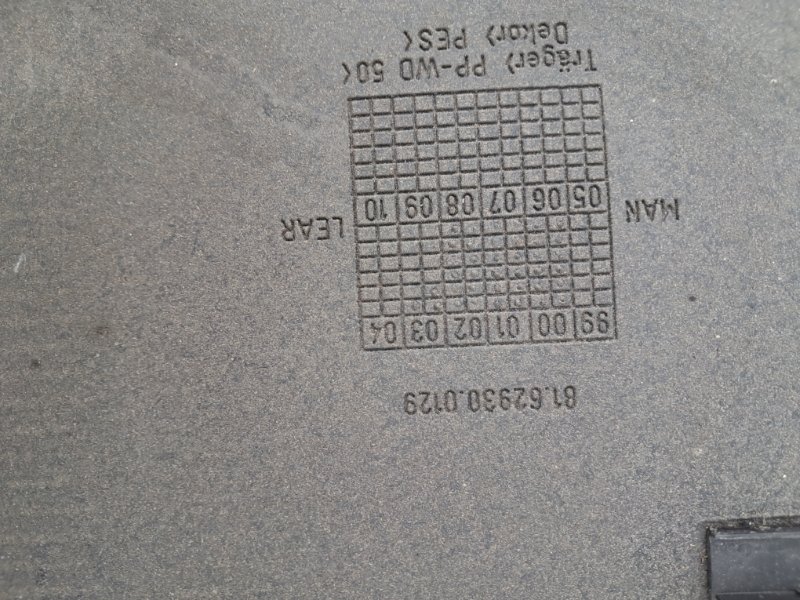 81.62930.0129
99 00 01 02 03 04
MAN 05 06 07 08 09 10 LEAR
Träger> PP-WD 50<
Dekor> PES<